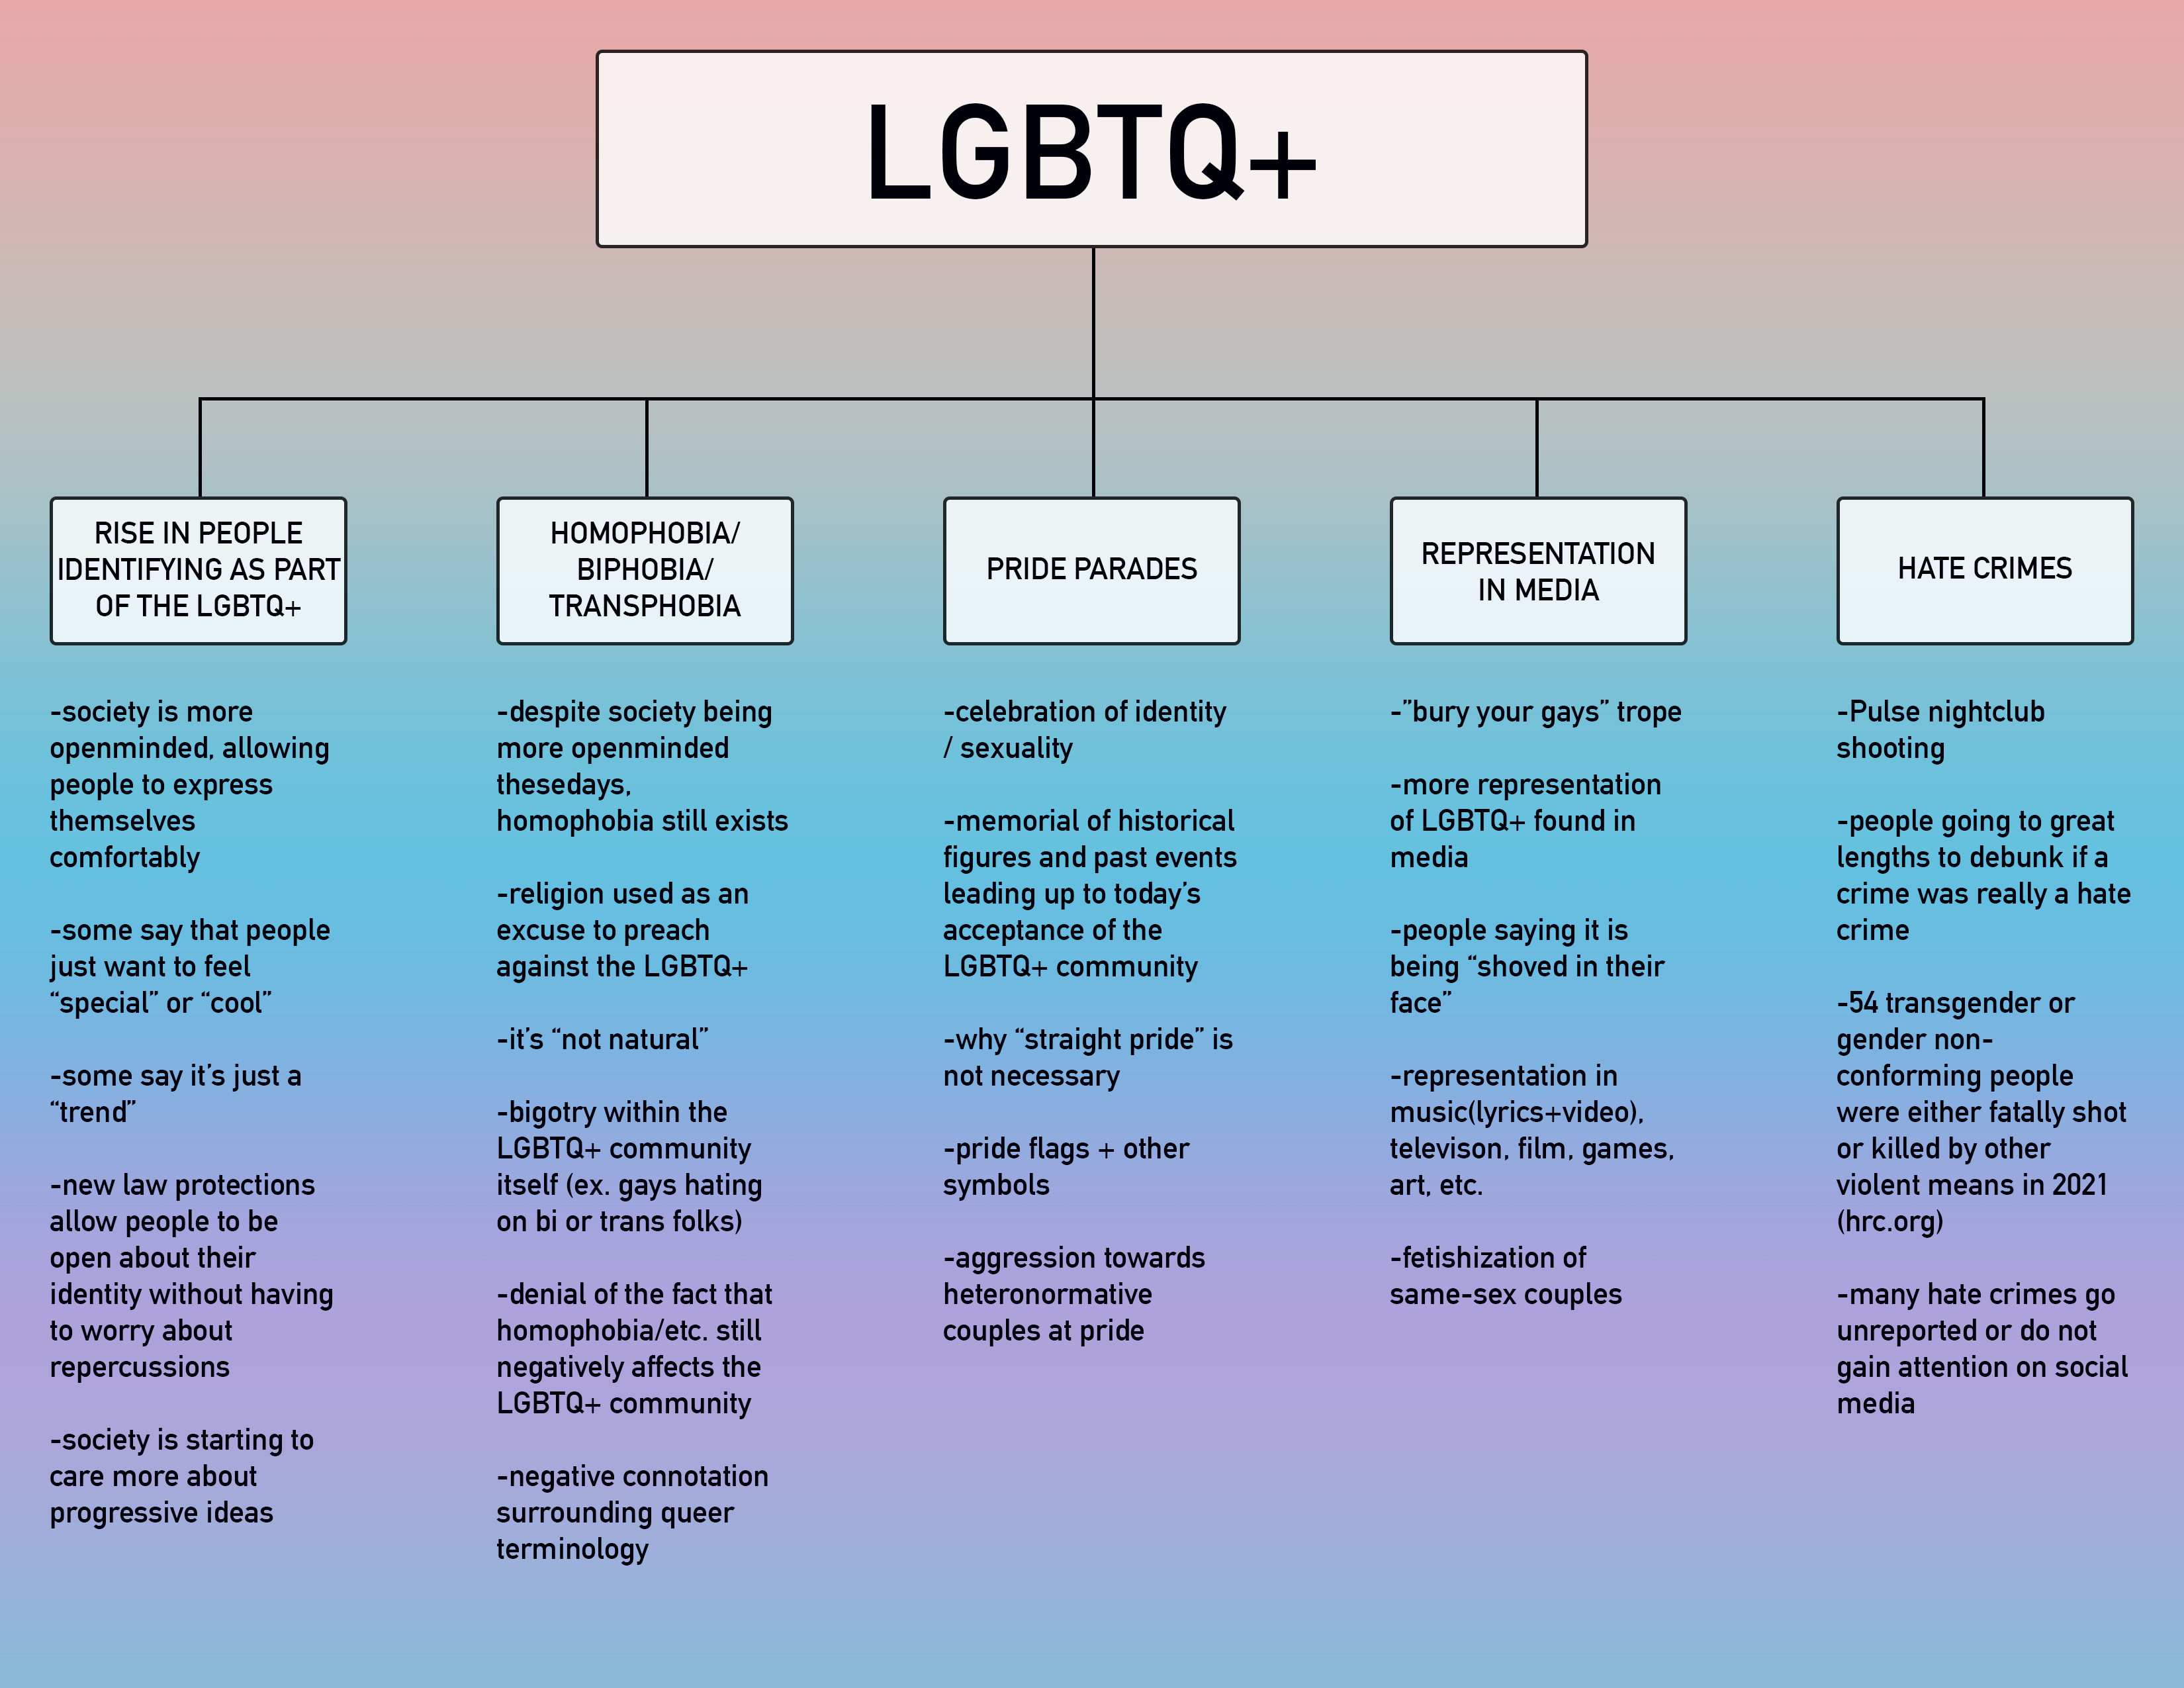 LGBTQ+
RISE IN PEOPLE
IDENTIFYING AS PART
OF THE LGBTQ+
-society is more
openminded, allowing
people to express
themselves
comfortably
-some say that people
just want to feel
“special” or “cool”
-some say it’s just a
“trend”
-new law protections
allow people to be
open about their
identity without having
to worry about
repercussions
-society is starting to
care more about
progressive ideas
HOMOPHOBIA/
BIPHOBIA/
TRANSPHOBIA
-despite society being
more openminded
thesedays,
homophobia still exists
-religion used as an
excuse to preach
against the LGBTQ+
-it’s “not natural”
-bigotry within the
LGBTQ+ community
itself (ex. gays hating
on bi or trans folks)
-denial of the fact that
homophobia/etc. still
negatively affects the
LGBTQ+ community
-negative connotation
surrounding queer
terminology
PRIDE PARADES
-celebration of identity
/ sexuality
-memorial of historical
figures and past events
leading up to today’s
acceptance of the
LGBTQ+ community
-why “straight pride” is
not necessary
-pride flags + other
symbols
-aggression towards
heteronormative
couples at pride
REPRESENTATION
IN MEDIA
-”bury your gays” trope
-more representation
of LGBTQ+ found in
media
-people saying it is
being “shoved in their
face”
-representation in
music(lyrics+video),
televison, film, games,
art, etc.
-fetishization of
same-sex couples
HATE CRIMES
-Pulse nightclub
shooting
-people going to great
lengths to debunk if a
crime was really a hate
crime
-54 transgender or
gender non-
conforming people
were either fatally shot
or killed by other
violent means in 2021
(hrc.org)
-many hate crimes go
unreported or do not
gain attention on social
media